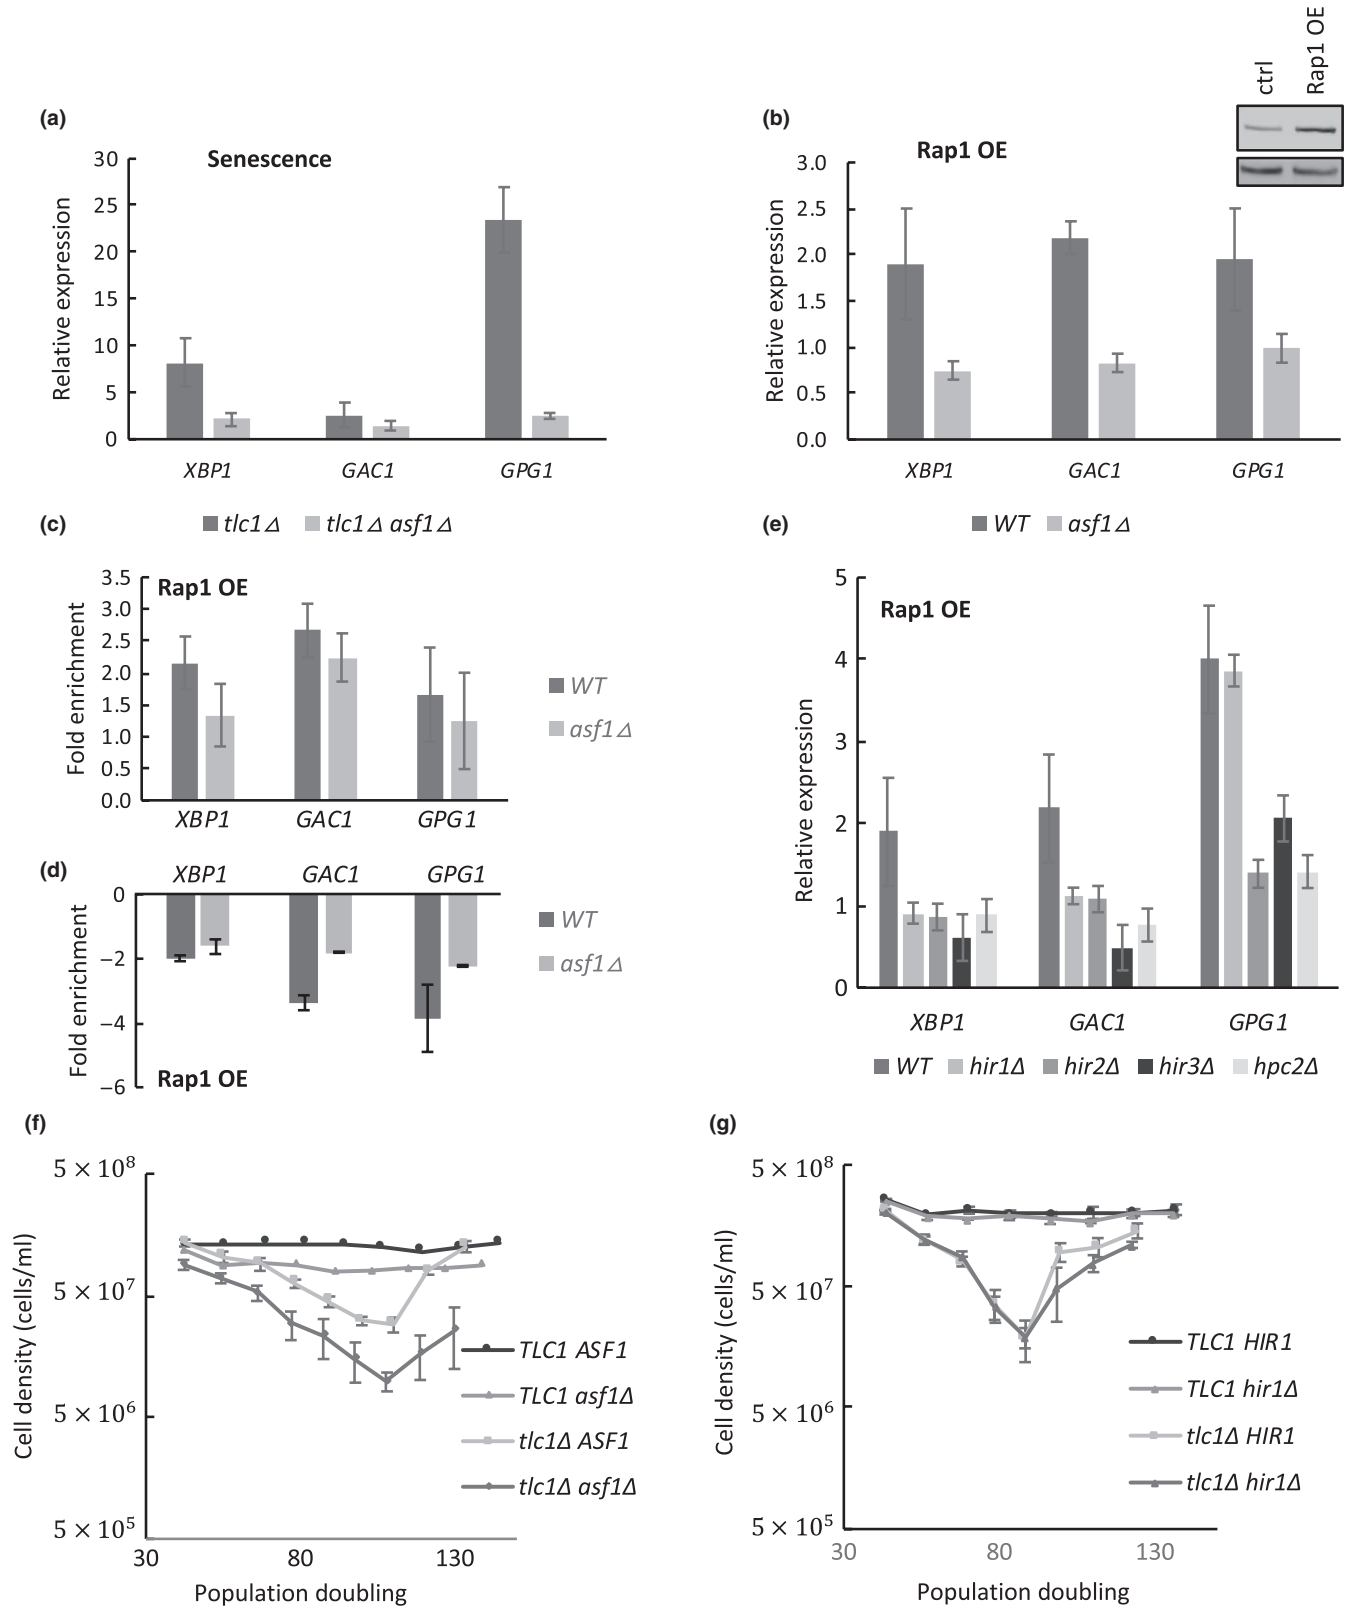 ctrl
Rap1 OE
(a)
Senescence
Relative expression
30
25
20
15
10
5
0
XBP1
GAC1
GPG1
tlc1Δ
tlc1Δ asf1Δ
(b)
Rap1 OE
Relative expression
3.0
2.5
2.0
1.5
1.0
0.5
0.0
XBP1
GAC1
GPG1
WT
asf1Δ
(c)
Rap1 OE
Fold enrichment
3.5
3.0
2.5
2.0
1.5
1.0
0.5
0.0
XBP1
GAC1
GPG1
WT
asf1Δ
(d)
XBP1
GAC1
GPG1
Fold enrichment
0
−2
−4
−6
Rap1 OE
WT
asf1Δ
(e)
Rap1 OE
Relative expression
5
4
3
2
1
0
XBP1
GAC1
GPG1
WT
hir1Δ
hir2Δ
hir3Δ
hpc2Δ
(f)
Cell density (cells/ml)
5 × 10⁸
5 × 10⁷
5 × 10⁶
5 × 10⁵
30
80
130
Population doubling
TLC1 ASF1
TLC1 asf1Δ
tlc1Δ ASF1
tlc1Δ asf1Δ
(g)
Cell density (cells/ml)
5 × 10⁸
5 × 10⁷
5 × 10⁶
5 × 10⁵
30
80
130
Population doubling
TLC1 HIR1
TLC1 hir1Δ
tlc1Δ HIR1
tlc1Δ hir1Δ